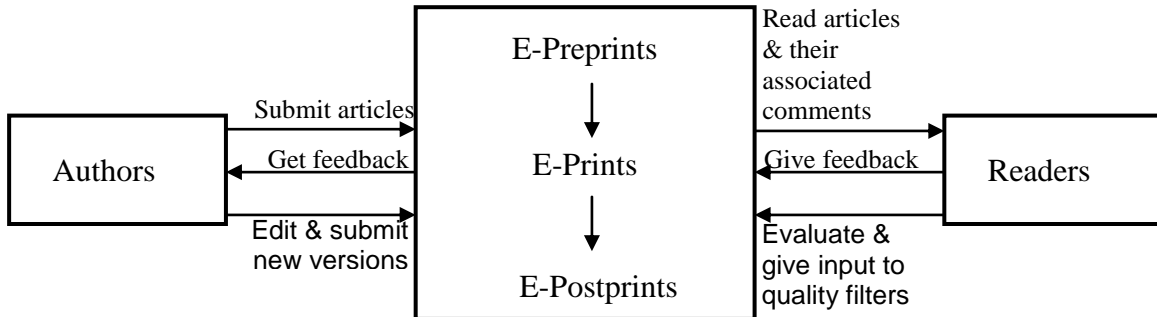 E-Preprints
Read articles
& their
associated
comments
Submit articles
Authors
Get feedback
E-Prints
Give feedback
Readers
Edit & submit
new versions
Evaluate &
give input to
quality filters
E-Postprints